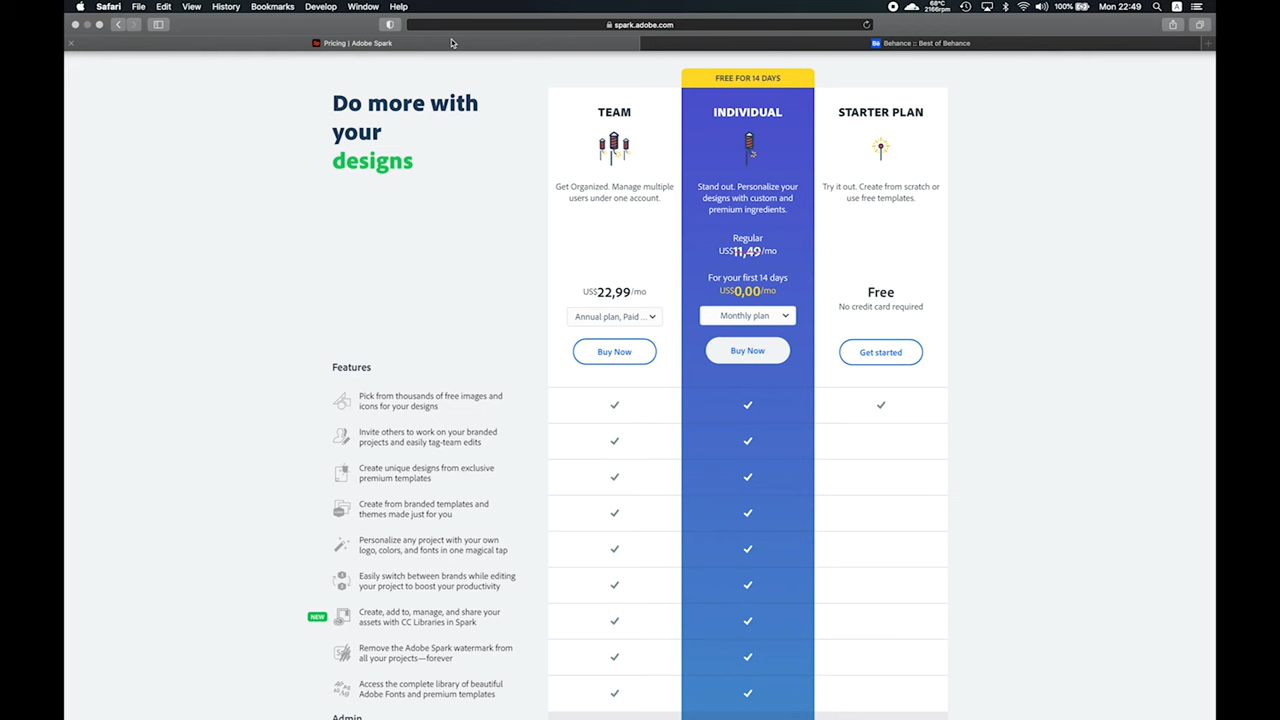 Safari File Edit View History Bookmarks Develop Window Help
68°C
2166rpm
100%
A
Mon 22:49
spark.adobe.com
Pricing | Adobe Spark
Bē Behance :: Best of Behance
Do more with
your
designs
TEAM
Get Organized. Manage multiple
users under one account.
US$22,99/mo
Annual plan, Paid ...
Buy Now
FREE FOR 14 DAYS
INDIVIDUAL
Stand out. Personalize your
designs with custom and
premium ingredients.
Regular
US$11,49/mo
For your first 14 days
US$0,00/mo
Monthly plan
Buy Now
STARTER PLAN
Try it out. Create from scratch or
use free templates.
Free
No credit card required
Get started
Features
Pick from thousands of free images and
icons for your designs
Invite others to work on your branded
projects and easily tag-team edits
Create unique designs from exclusive
premium templates
Create from branded templates and
themes made just for you
Personalize any project with your own
logo, colors, and fonts in one magical tap
Easily switch between brands while editing
your project to boost your productivity
NEW
Create, add to, manage, and share your
assets with CC Libraries in Spark
Remove the Adobe Spark watermark from
all your projects—forever
Access the complete library of beautiful
Adobe Fonts and premium templates
Admin